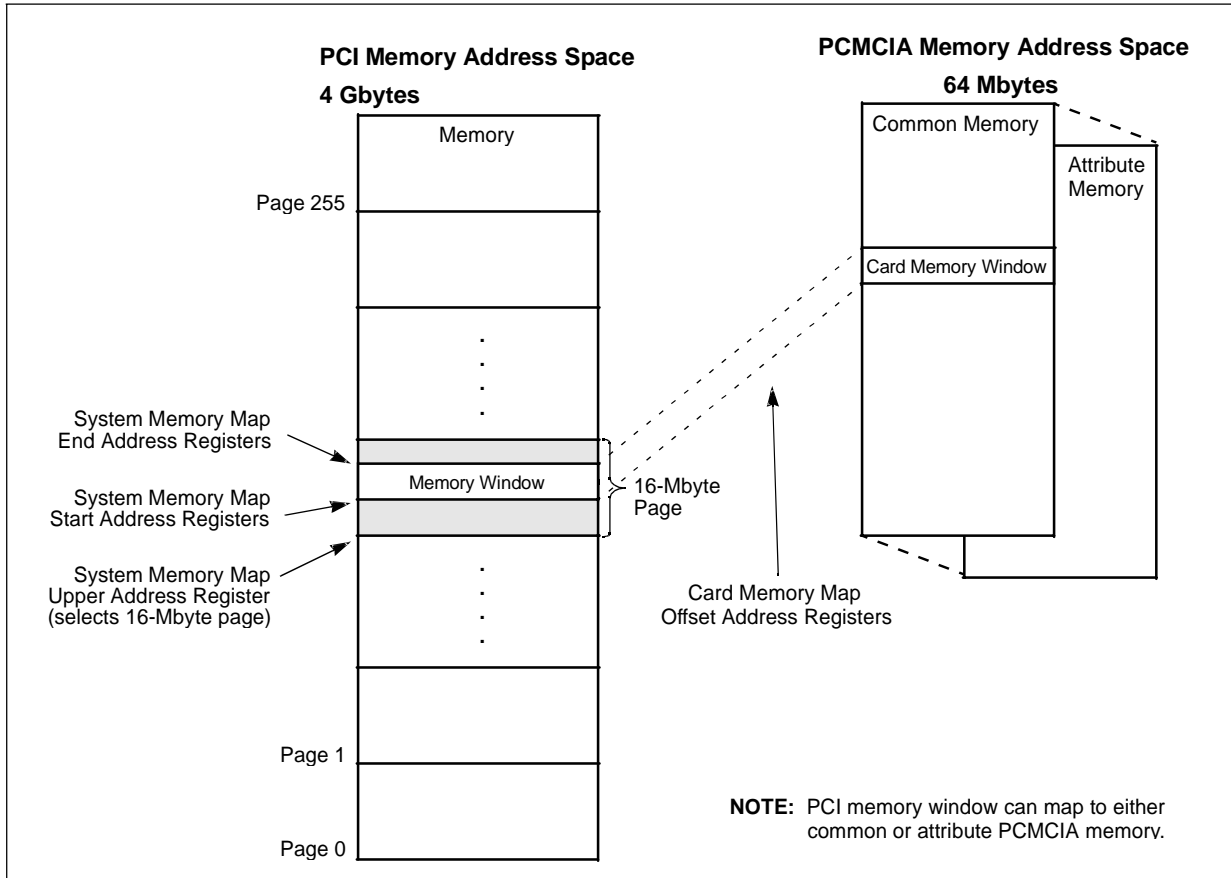 PCI Memory Address Space
4 Gbytes
Memory
Page 255
System Memory Map
End Address Registers
Memory Window
System Memory Map
Start Address Registers
16-Mbyte
Page
System Memory Map
Upper Address Register
(selects 16-Mbyte page)
Page 1
Page 0
PCMCIA Memory Address Space
64 Mbytes
Common Memory
Attribute
Memory
Card Memory Window
Card Memory Map
Offset Address Registers
NOTE: PCI memory window can map to either
common or attribute PCMCIA memory.